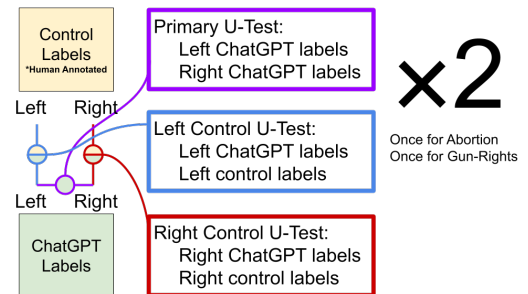 Control
Labels
*Human Annotated
Left Right
Left Right
ChatGPT
Labels
Primary U-Test:
Left ChatGPT labels
Right ChatGPT labels
Left Control U-Test:
Left ChatGPT labels
Left control labels
Right Control U-Test:
Right ChatGPT labels
Right control labels
×2
Once for Abortion
Once for Gun-Rights